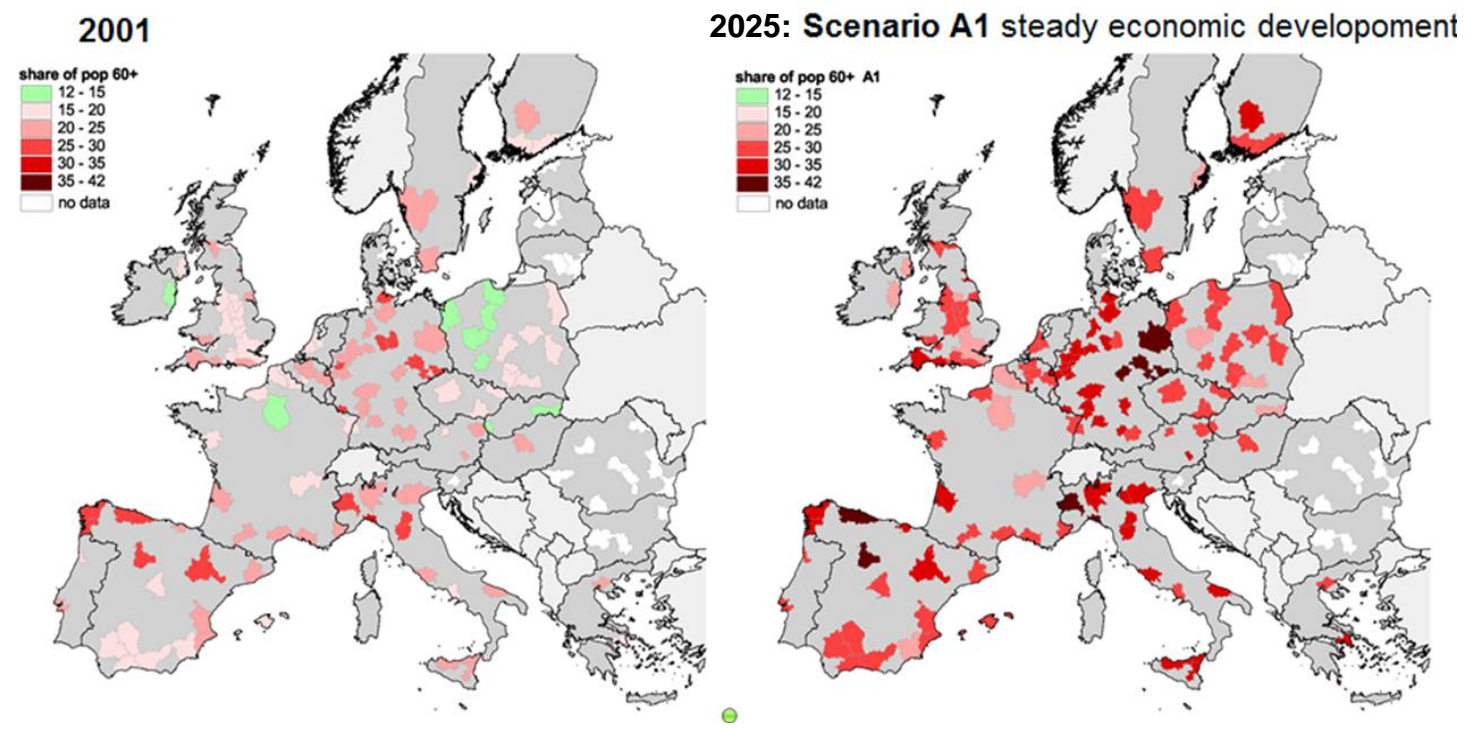 2001
2025: Scenario A1 steady economic developoment
share of pop 60+
12 - 15
15 - 20
20 - 25
25 - 30
30 - 35
35 - 42
no data
share of pop 60+ A1
12 - 15
15 - 20
20 - 25
25 - 30
30 - 35
35 - 42
no data